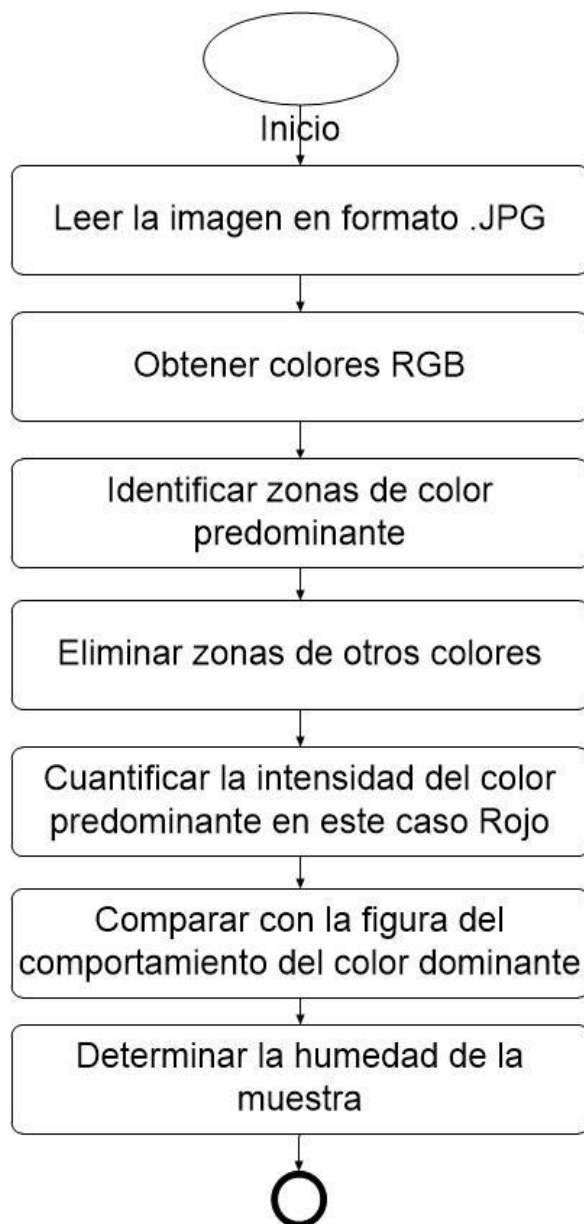 Inicio
Leer la imagen en formato .JPG
Obtener colores RGB
Identificar zonas de color
predominante
Eliminar zonas de otros colores
Cuantificar la intensidad del color
predominante en este caso Rojo
Comparar con la figura del
comportamiento del color dominante
Determinar la humedad de la
muestra